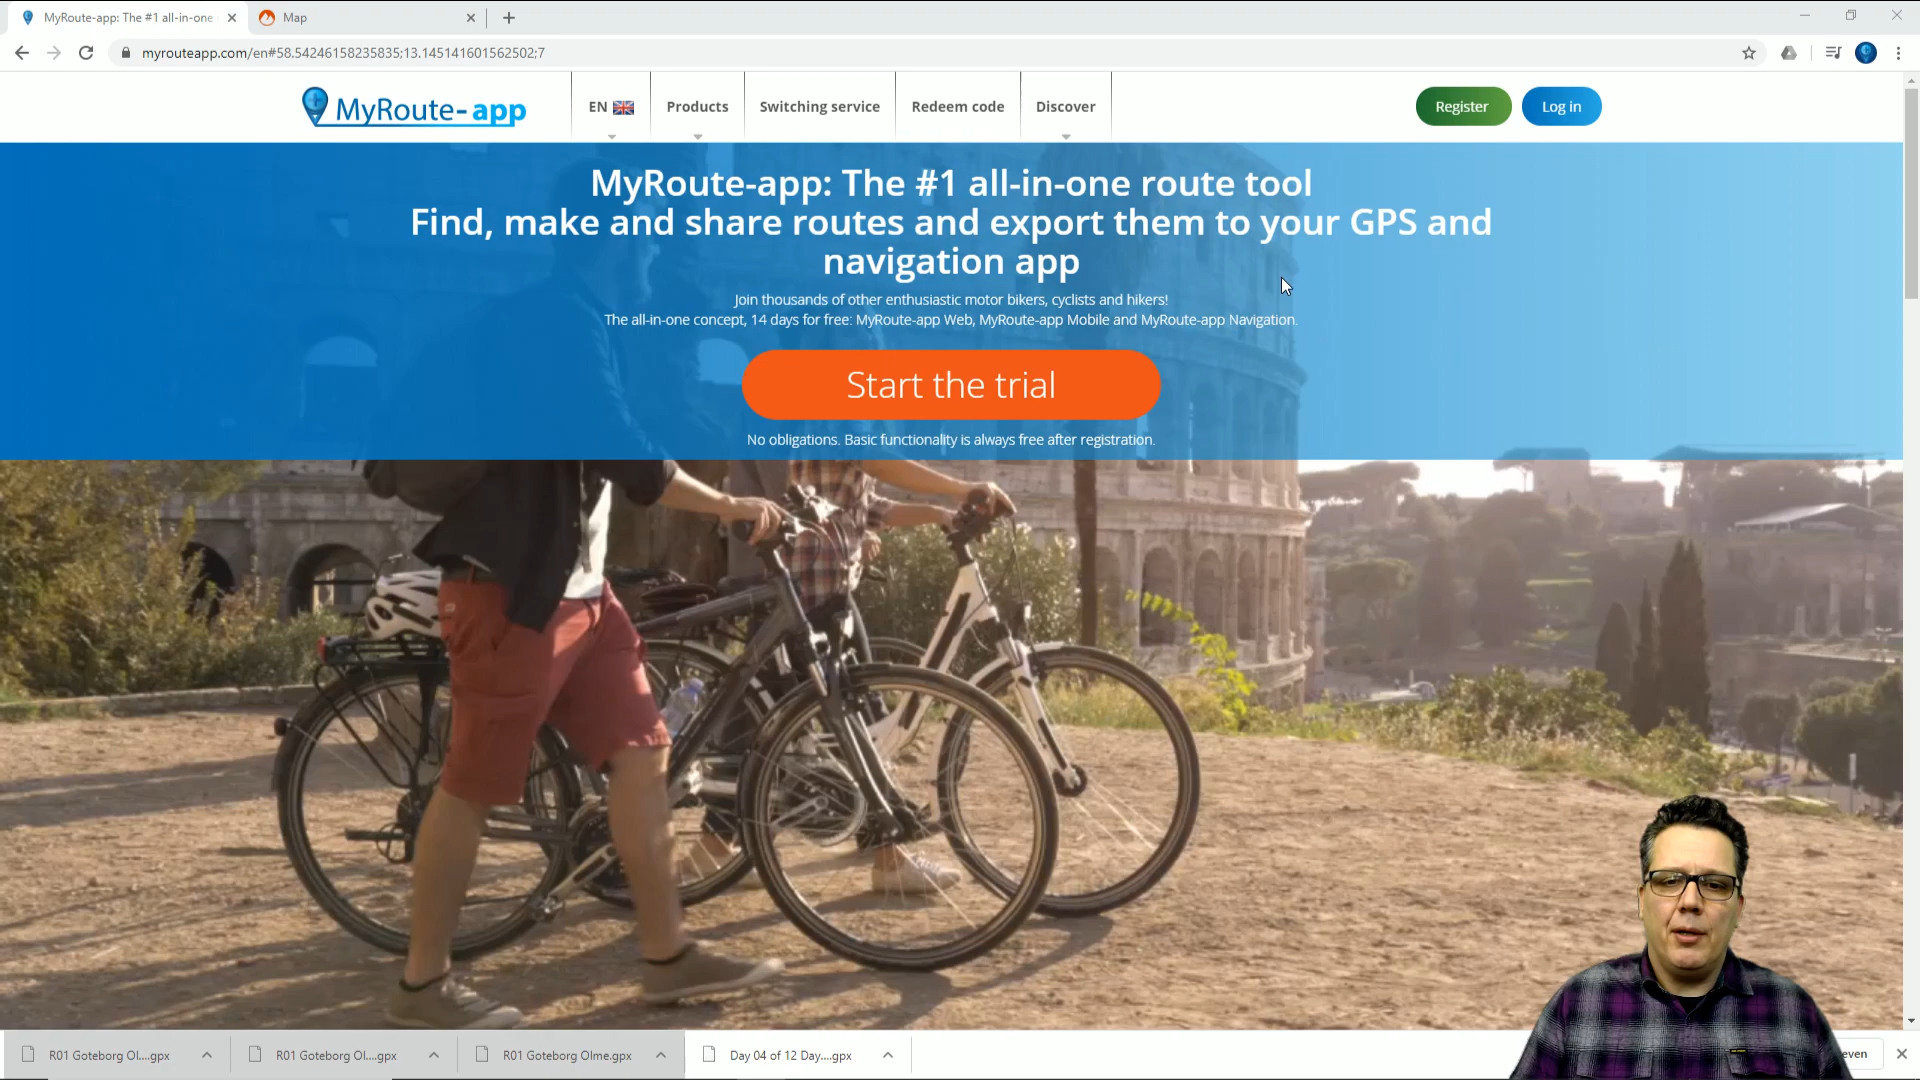 MyRoute-app: The #1 all-in-one
Map
myrouteapp.com/en#58.54246158235835;13.145141601562502;7
MyRoute-app
EN
Products
Switching service
Redeem code
Discover
Register
Log in
MyRoute-app: The #1 all-in-one route tool
Find, make and share routes and export them to your GPS and
navigation app
Join thousands of other enthusiastic motor bikers, cyclists and hikers!
The all-in-one concept, 14 days for free: MyRoute-app Web, MyRoute-app Mobile and MyRoute-app Navigation.
Start the trial
No obligations. Basic functionality is always free after registration.
R01 Goteborg Ol....gpx
R01 Goteborg Ol....gpx
R01 Goteborg Olme.gpx
Day 04 of 12 Day....gpx